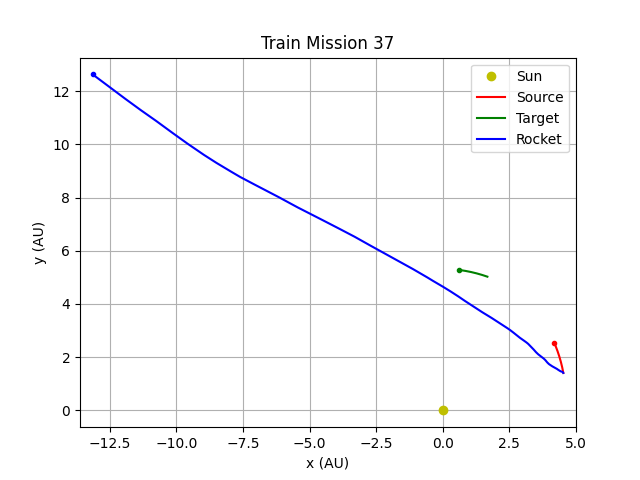 Train Mission 37
Sun
Source
Target
Rocket
y (AU)
12
10
8
6
4
2
0
−12.5 −10.0 −7.5 −5.0 −2.5 0.0 2.5 5.0
x (AU)